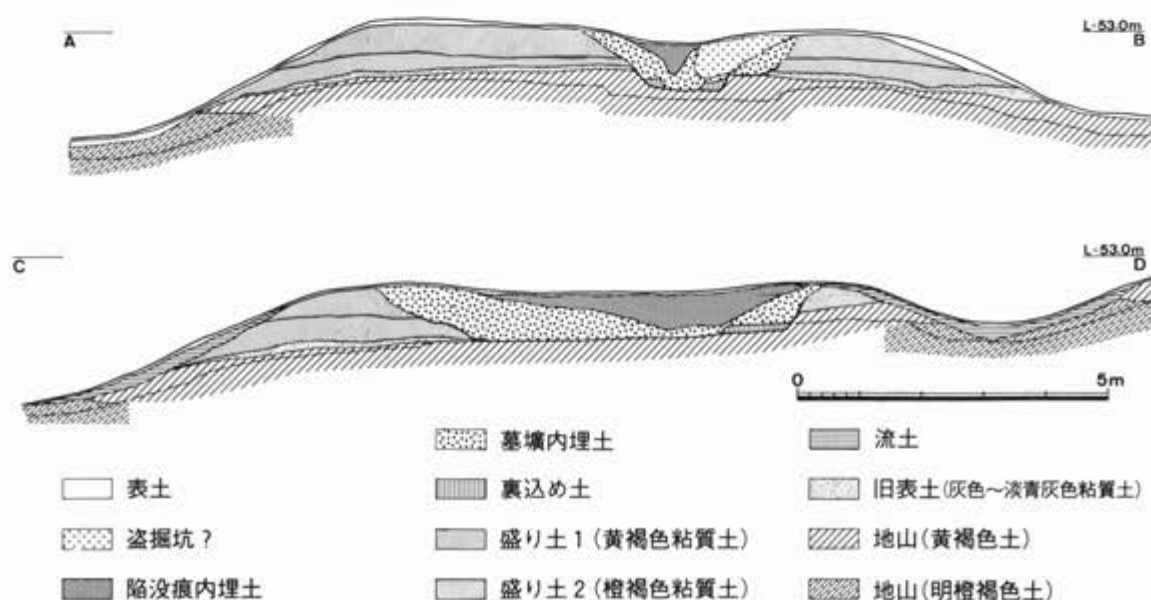 A
L=53.0m
B
C
L=53.0m
D
0
5m
墓壙内埋土
流土
表土
裏込め土
旧表土(灰色～淡青灰色粘質土)
盗掘坑？
盛り土1(黄褐色粘質土)
地山(黄褐色土)
陥没痕内埋土
盛り土2(橙褐色粘質土)
地山(明橙褐色土)